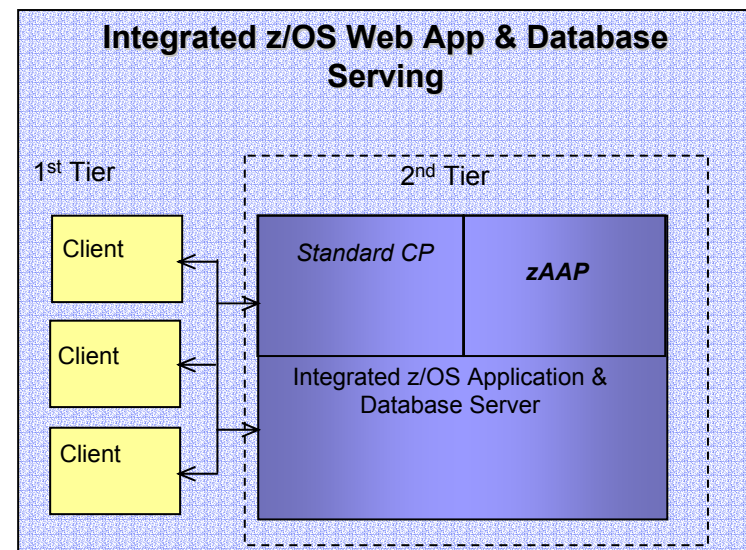 Integrated z/OS Web App & Database
Serving
1st Tier
2nd Tier
Client
Standard CP
zAAP
Client
Integrated z/OS Application &
Database Server
Client